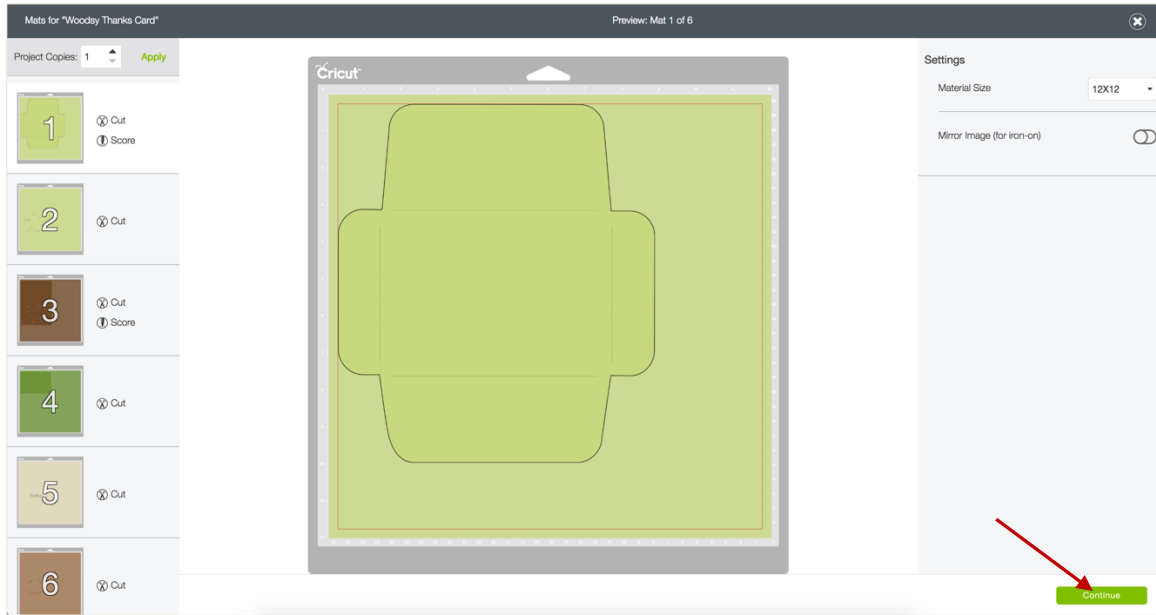 Mats for "Woodsy Thanks Card"
Preview: Mat 1 of 6
Project Copies: 1
Apply
1
Cut
Score
2
Cut
3
Cut
Score
4
Cut
5
Cut
6
Cut
Cricut
Settings
Material Size
12X12
Mirror Image (for iron-on)
Continue